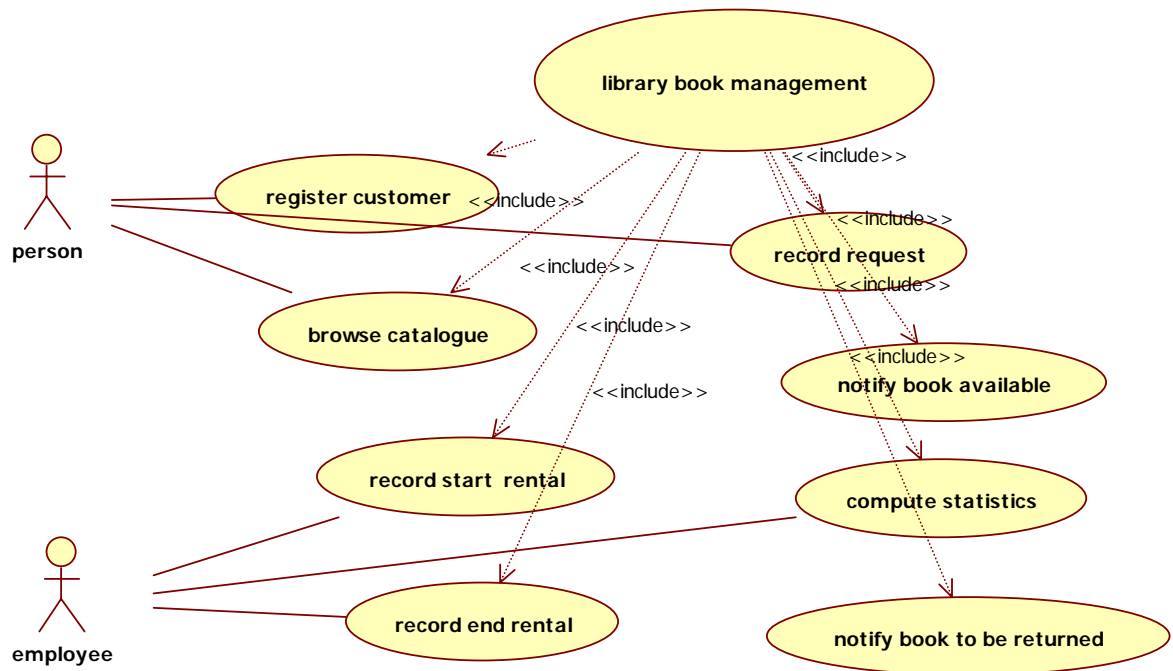 library book management
<<include>>
register customer
<<include>>
<<include>>
person
record request
<<include>>
<<include>>
browse catalogue
<<include>>
<<include>>
notify book available
<<include>>
record start rental
compute statistics
record end rental
notify book to be returned
employee